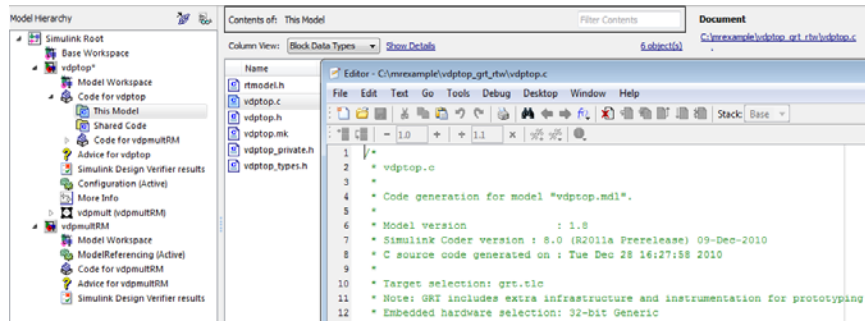 Model Hierarchy
Simulink Root
Base Workspace
vdptop*
Model Workspace
Code for vdptop
This Model
Shared Code
Code for vdpmultRM
Advice for vdptop
Simulink Design Verifier results
Configuration (Active)
More Info
vdpmult (vdpmultRM)
vdpmultRM
Model Workspace
ModelReferencing (Active)
Code for vdpmultRM
Advice for vdpmultRM
Simulink Design Verifier results
Contents of: This Model
Filter Contents
Column View: Block Data Types
Show Details
6 object(s)
Name
rtmodel.h
vdptop.c
vdptop.h
vdptop.mk
vdptop_private.h
vdptop_types.h
Document
C:\mrexample\vdptop_grt_rtw\vdptop.c
Editor - C:\mrexample\vdptop_grt_rtw\vdptop.c
File Edit Text Go Tools Debug Desktop Window Help
Stack: Base
- 1.0 + ÷ 1.1 ×
1 /*
2 * vdptop.c
3 *
4 * Code generation for model "vdptop.mdl".
5 *
6 * Model version : 1.8
7 * Simulink Coder version : 8.0 (R2011a Prerelease) 09-Dec-2010
8 * C source code generated on : Tue Dec 28 16:27:58 2010
9 *
10 * Target selection: grt.tlc
11 * Note: GRT includes extra infrastructure and instrumentation for prototyping
12 * Embedded hardware selection: 32-bit Generic